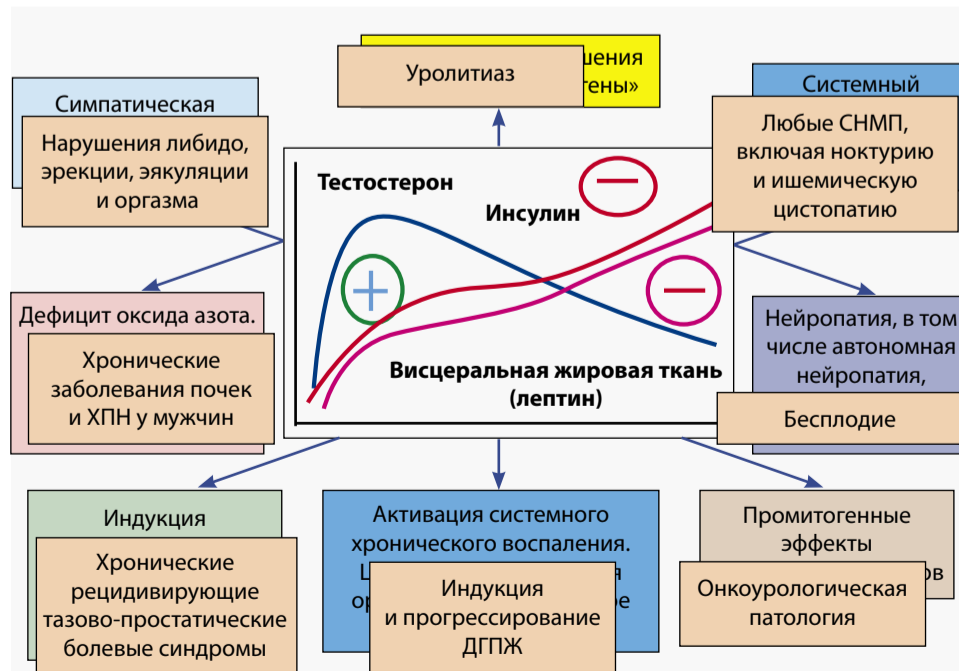 шения
тены»
Уролитиаз
Симпатическая
Нарушения либидо,
эрекции, эякуляции
и оргазма
Системный
Любые СНМП,
включая ноктурию
и ишемическую
цистопатию
Тестостерон
Инсулин
+
−
−
Висцеральная жировая ткань
(лептин)
Дефицит оксида азота.
Хронические
заболевания почек
и ХПН у мужчин
Нейропатия, в том
числе автономная
нейропатия,
Бесплодие
Индукция
Хронические
рецидивирующие
тазово-простатические
болевые синдромы
Активация системного
хронического воспаления.
Индукция
и прогрессирование
ДГПЖ
Промитогенные
эффекты
Онкоурологическая
патология